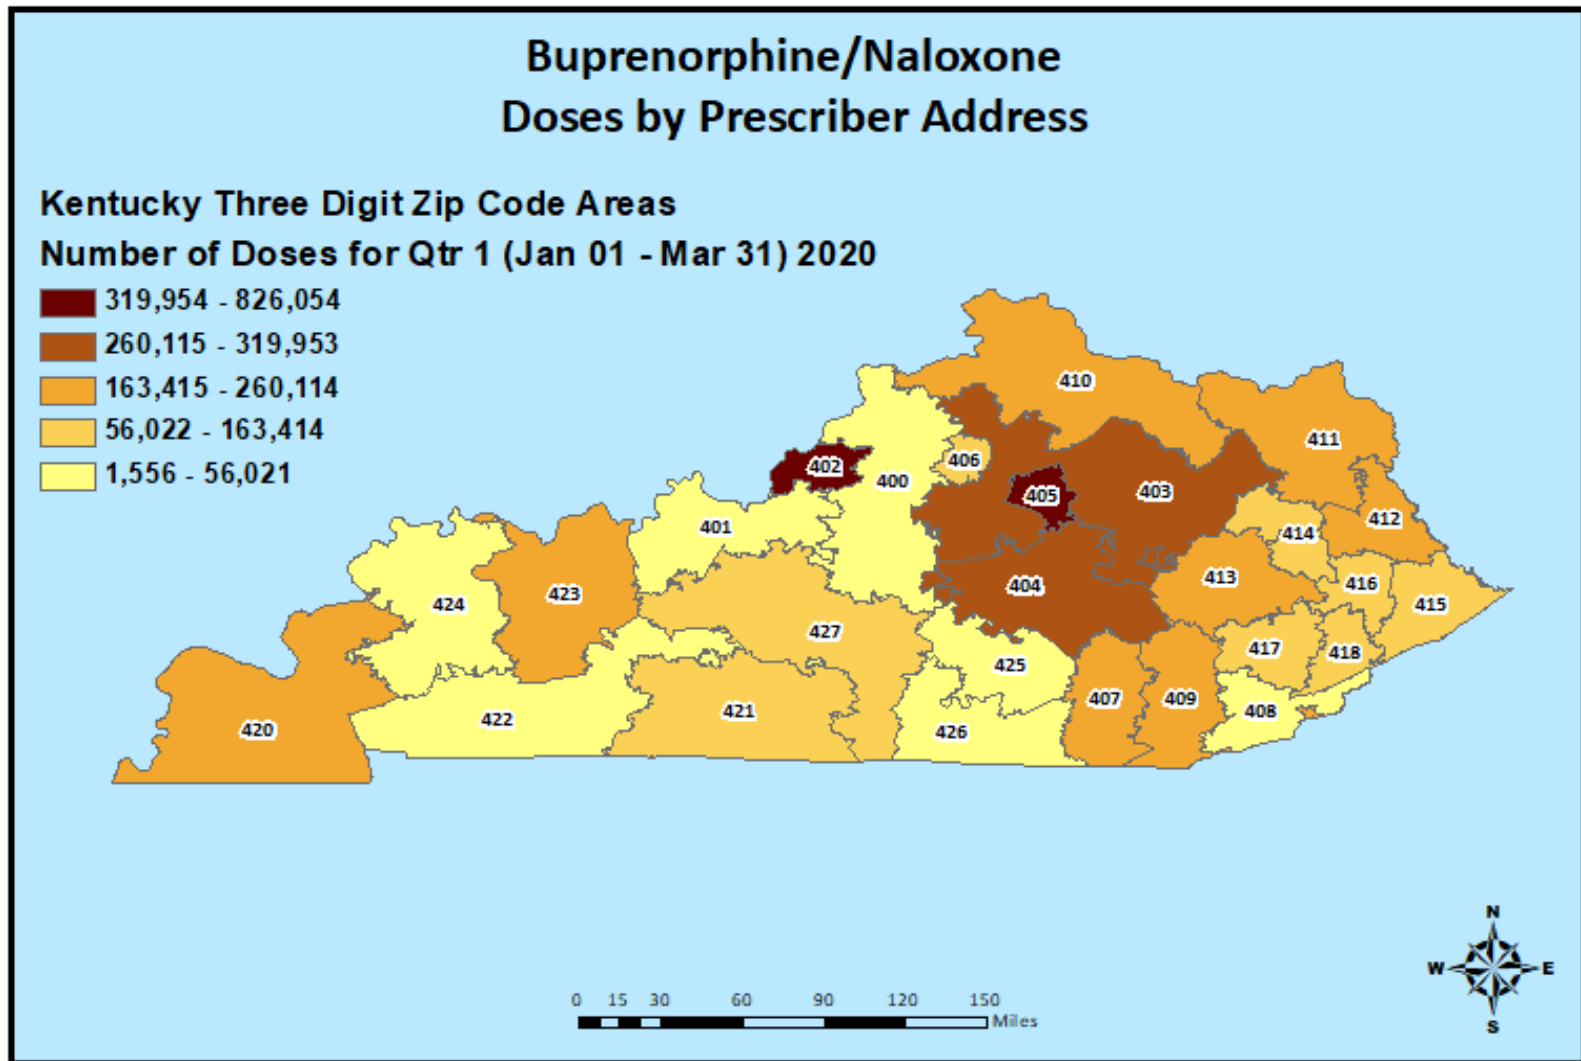 Buprenorphine/Naloxone
Doses by Prescriber Address
Kentucky Three Digit Zip Code Areas
Number of Doses for Qtr 1 (Jan 01 - Mar 31) 2020
319,954 - 826,054
260,115 - 319,953
163,415 - 260,114
56,022 - 163,414
1,556 - 56,021
410
411
402
406
400
405
403
401
412
414
424
423
404
413
416
415
427
425
417
418
420
422
421
426
407
409
408
N
W E
S
0 15 30 60 90 120 150
Miles